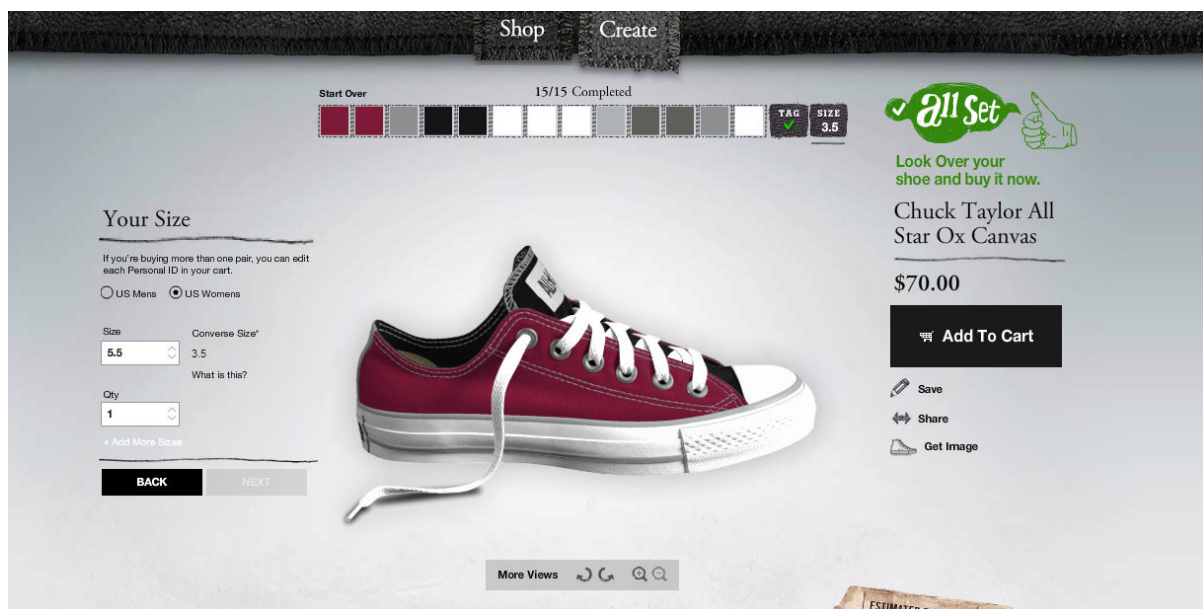 Shop
Create
Start Over
15/15 Completed
TAG
SIZE
3.5
all set
Look Over your
shoe and buy it now.
Chuck Taylor All
Star Ox Canvas
$70.00
Add To Cart
Save
Share
Get Image
Your Size
If you're buying more than one pair, you can edit
each Personal ID in your cart.
US Mens
US Womens
Size
Converse Size*
5.5
3.5
What is this?
Qty
1
+ Add More Sizes
BACK
NEXT
More Views
ESTIMATED